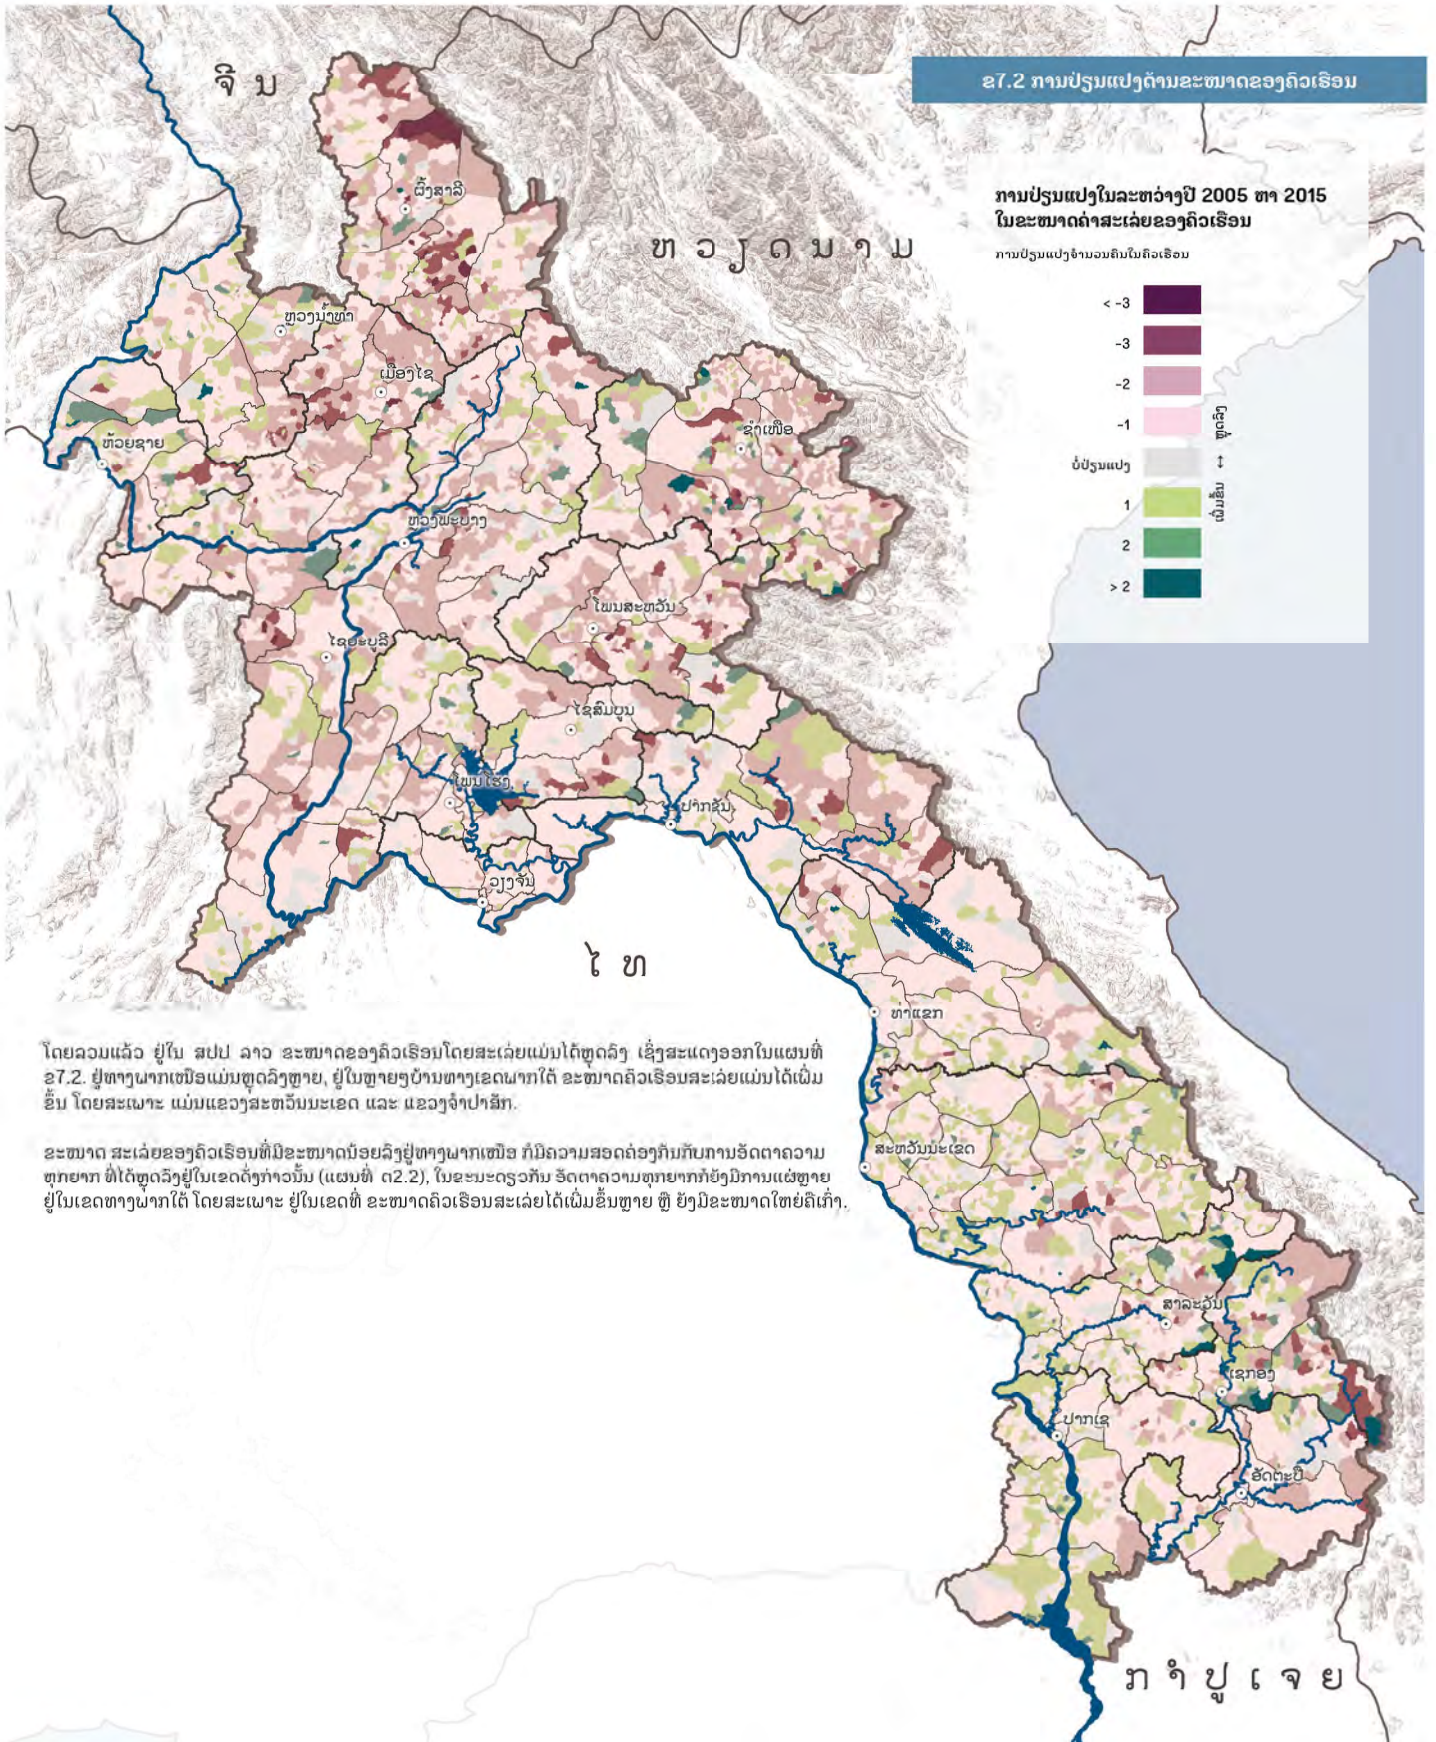 ຂ7.2 ການປ່ຽນແປງດ້ານຂະໜາດຂອງຄົວເຮືອນ
ຈີນ
ຫວຽດນາມ
ການປ່ຽນແປງໃນລະຫວ່າງປີ 2005 ຫາ 2015
ໃນຂະໜາດຄ່າສະເລ່ຍຂອງຄົວເຮືອນ
ການປ່ຽນແປງຈຳນວນຄົນໃນຄົວເຮືອນ
< -3
-3
-2
-1
ບໍ່ປ່ຽນແປງ
1
2
> 2
ຫຼຸດລົງ
↕
ເພີ່ມຂຶ້ນ
ຜົ້ງສາລີ
ຫຼວງນ້ຳທາ
ເມືອງໄຊ
ຫ້ວຍຊາຍ
ຊຳເໜືອ
ຫຼວງພະບາງ
ໂພນສະຫວັນ
ໄຊຍະບູລີ
ໄຊສົມບູນ
ໂພນໂຮງ
ປາກຊັນ
ວຽງຈັນ
ໄທ
ທ່າແຂກ
ໂດຍລວມແລ້ວ ຢູ່ໃນ ສປປ ລາວ ຂະໜາດຂອງຄົວເຮືອນໂດຍສະເລ່ຍແມ່ນໄດ້ຫຼຸດລົງ ເຊິ່ງສະແດງອອກໃນແຜນທີ່
ຂ7.2. ຢູ່ທາງພາກເໜືອແມ່ນຫຼຸດລົງຫຼາຍ, ຢູ່ໃນຫຼາຍໆບ້ານທາງເຂດພາກໃຕ້ ຂະໜາດຄົວເຮືອນສະເລ່ຍແມ່ນໄດ້ເພີ່ມ
ຂຶ້ນ ໂດຍສະເພາະ ແມ່ນແຂວງສະຫວັນນະເຂດ ແລະ ແຂວງຈຳປາສັກ.
ຂະໜາດ ສະເລ່ຍຂອງຄົວເຮືອນທີ່ມີຂະໜາດນ້ອຍລົງຢູ່ທາງພາກເໜືອ ກໍມີຄວາມສອດຄ່ອງກັນກັບການອັດຕາຄວາມ
ທຸກຍາກ ທີ່ໄດ້ຫຼຸດລົງຢູ່ໃນເຂດດັ່ງກ່າວນັ້ນ (ແຜນທີ່ ດ2.2), ໃນຂະນະດຽວກັນ ອັດຕາຄວາມທຸກຍາກກໍຍັງມີການແຜ່ຫຼາຍ
ຢູ່ໃນເຂດທາງພາກໃຕ້ ໂດຍສະເພາະ ຢູ່ໃນເຂດທີ່ ຂະໜາດຄົວເຮືອນສະເລ່ຍໄດ້ເພີ່ມຂຶ້ນຫຼາຍ ຫຼື ຍັງມີຂະໜາດໃຫຍ່ຄືເກົ່າ.
ສະຫວັນນະເຂດ
ສາລະວັນ
ເຊກອງ
ປາກເຊ
ອັດຕະປື
ກຳປູເຈຍ